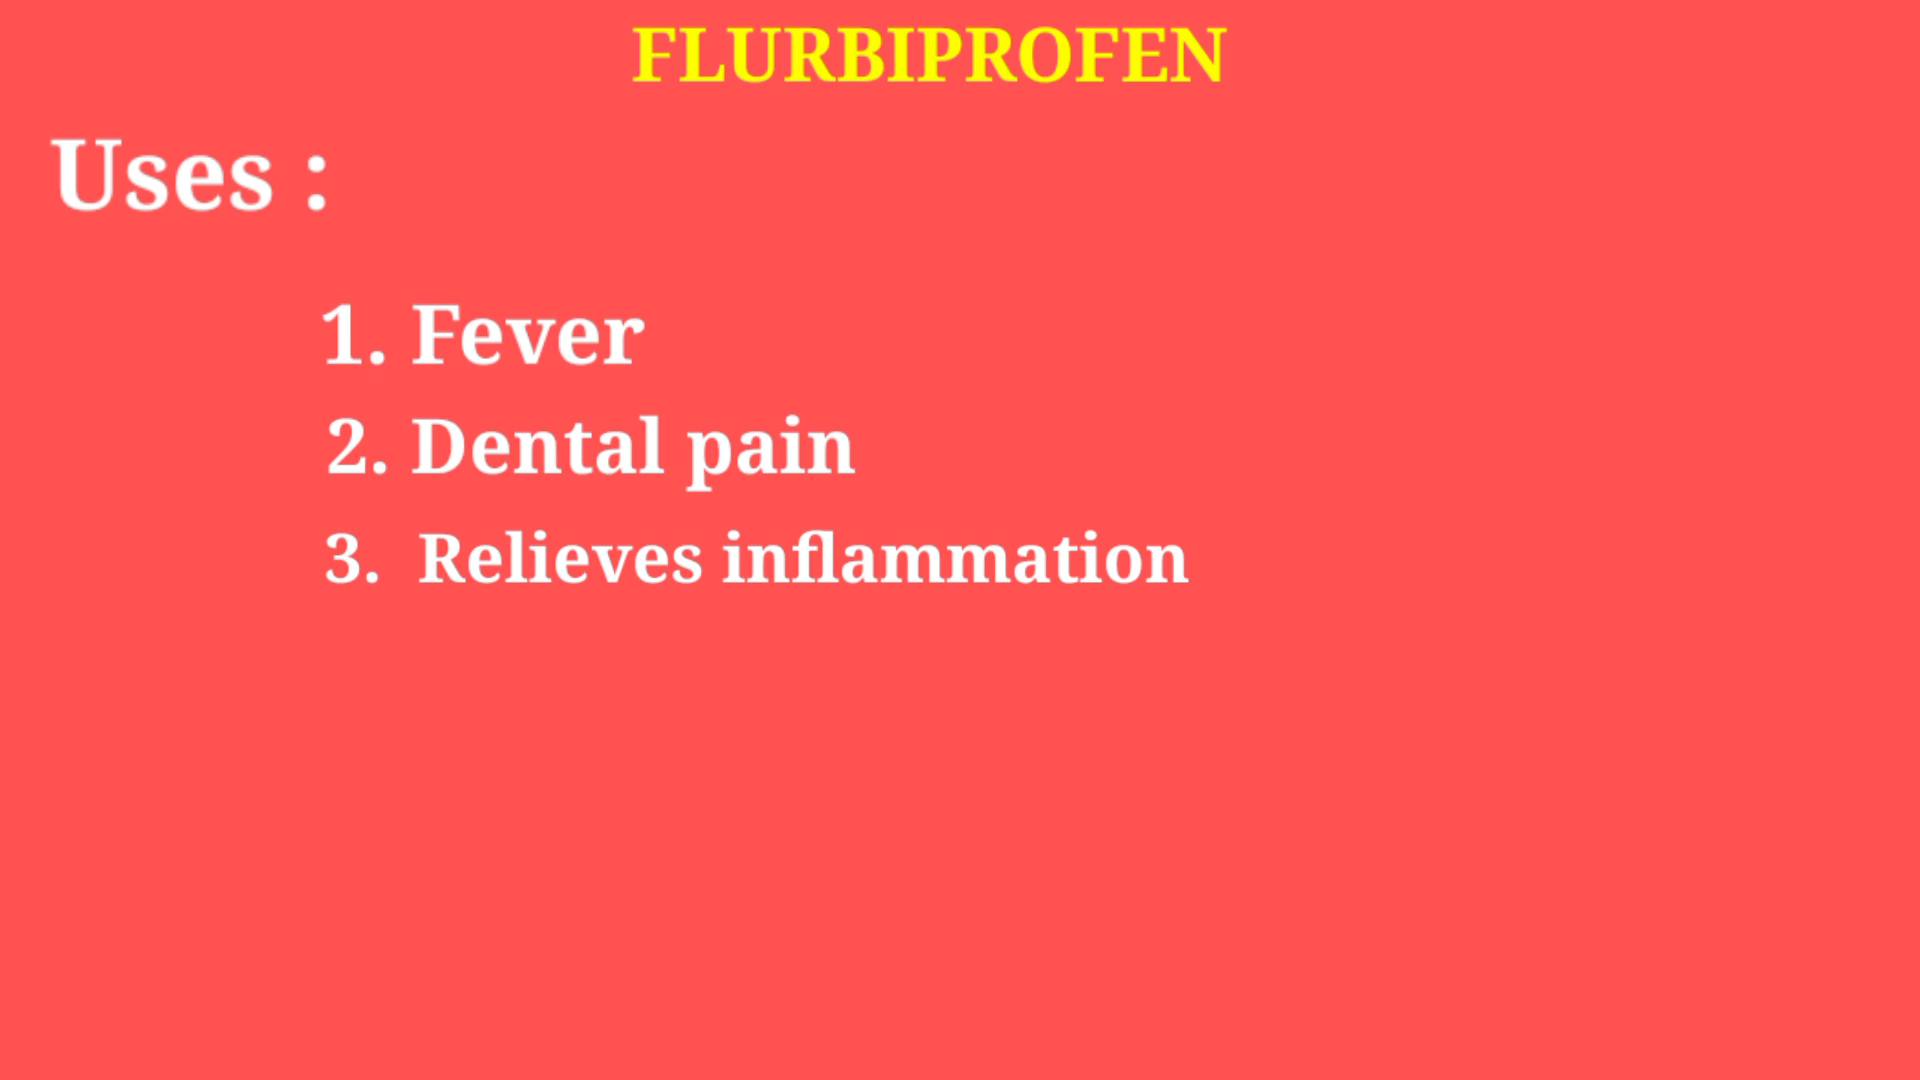 FLURBIPROFEN
Uses :
1. Fever
2. Dental pain
3. Relieves inflammation